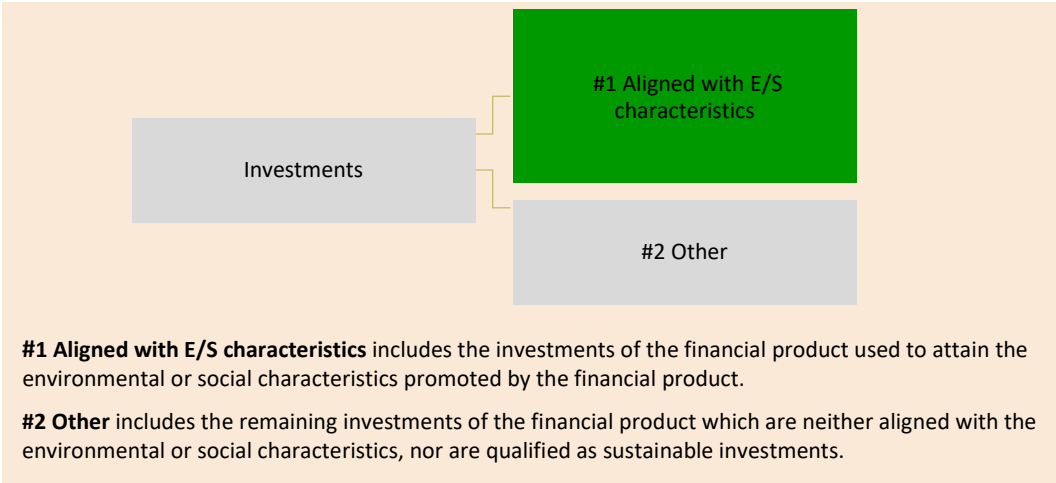 #1 Aligned with E/S
characteristics
Investments
#2 Other
#1 Aligned with E/S characteristics includes the investments of the financial product used to attain the
environmental or social characteristics promoted by the financial product.
#2 Other includes the remaining investments of the financial product which are neither aligned with the
environmental or social characteristics, nor are qualified as sustainable investments.